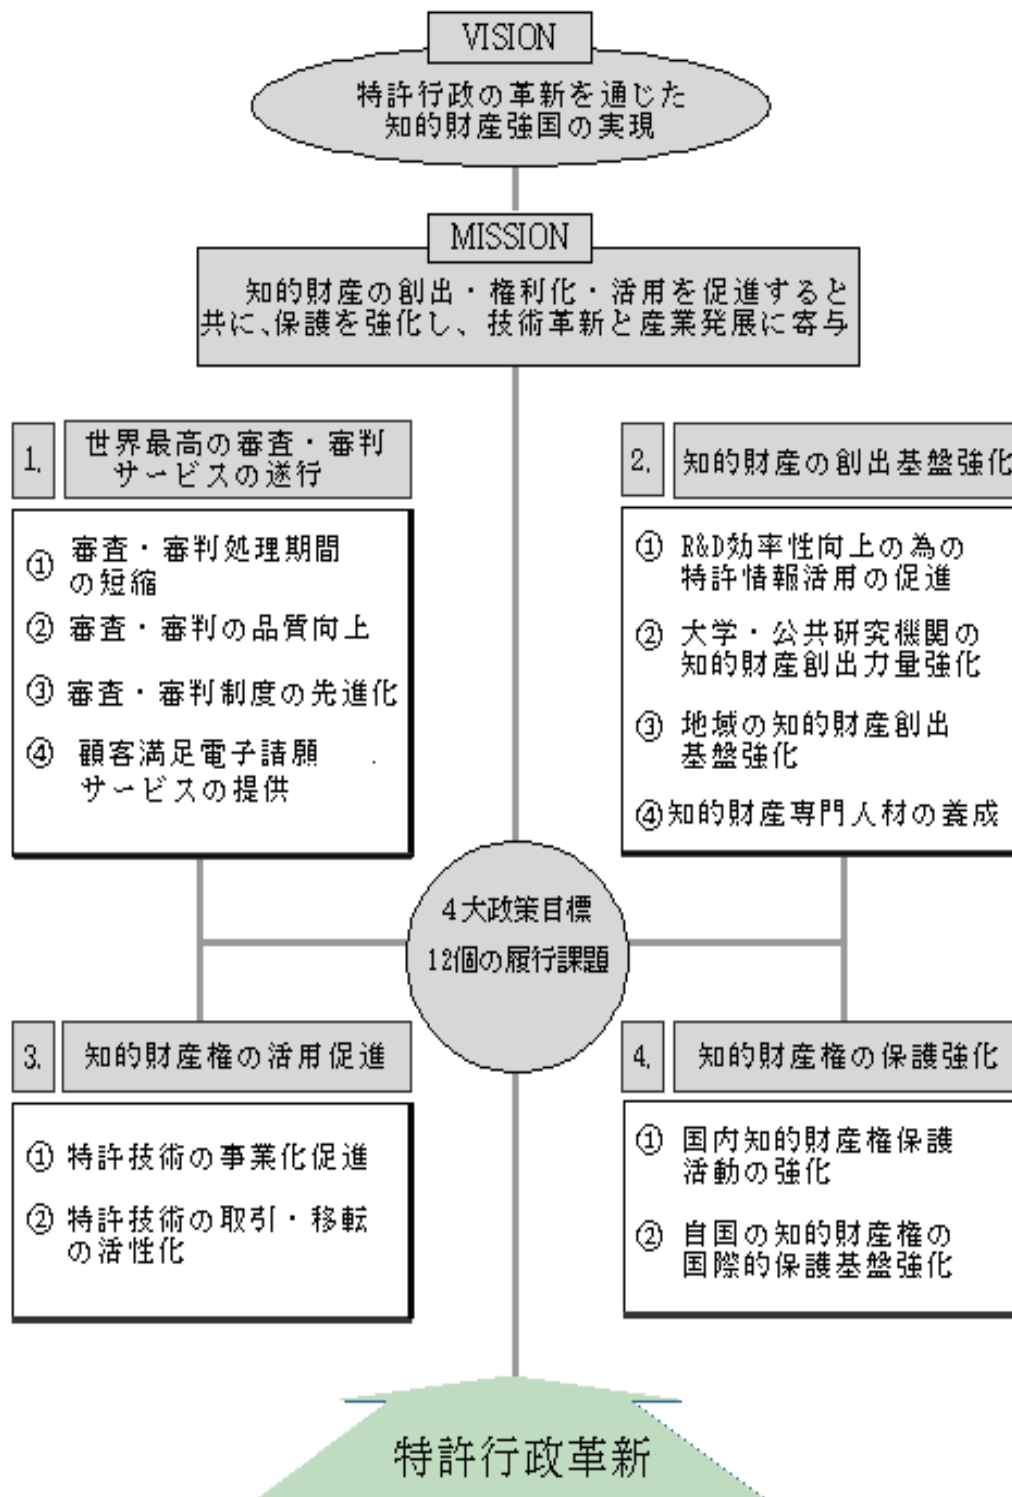 VISION
特許行政の革新を通じた
知的財産強国の実現
MISSION
知的財産の創出・権利化・活用を促進すると
共に、保護を強化し、技術革新と産業発展に寄与
1.
世界最高の審査・審判
サービスの遂行
① 審査・審判処理期間
の短縮
② 審査・審判の品質向上
③ 審査・審判制度の先進化
④ 顧客満足電子請願
サービスの提供
2.
知的財産の創出基盤強化
① R&D効率性向上の為の
特許情報活用の促進
② 大学・公共研究機関の
知的財産創出力量強化
③ 地域の知的財産創出
基盤強化
④知的財産専門人材の養成
4大政策目標
12個の履行課題
3.
知的財産権の活用促進
① 特許技術の事業化促進
② 特許技術の取引・移転
の活性化
4.
知的財産権の保護強化
① 国内知的財産権保護
活動の強化
② 自国の知的財産権の
国際的保護基盤強化
特許行政革新